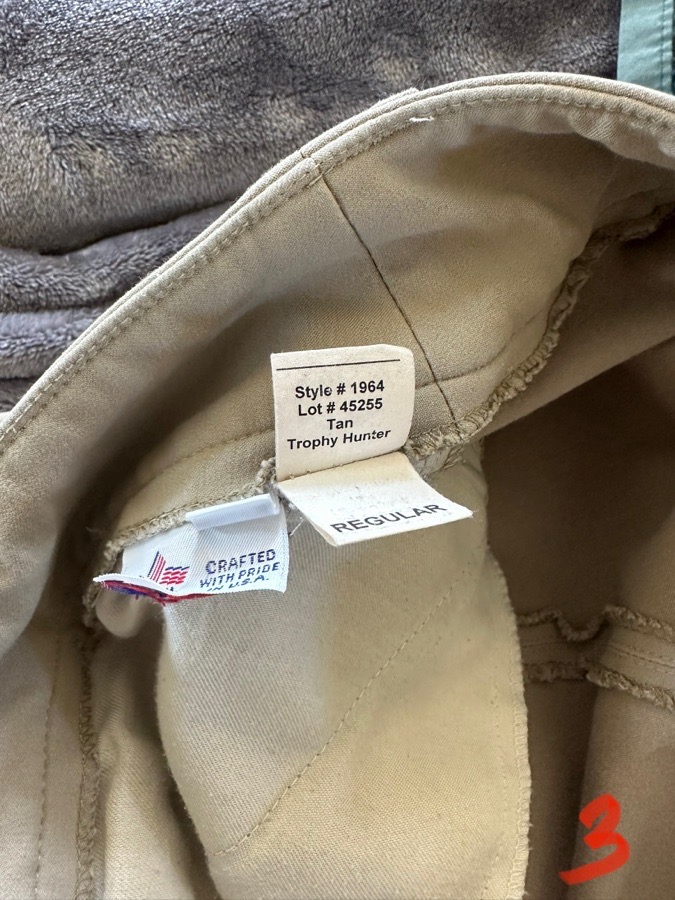 Style # 1964
Lot # 45255
Tan
Trophy Hunter
REGULAR
CRAFTED
WITH PRIDE
IN U.S.A.
3